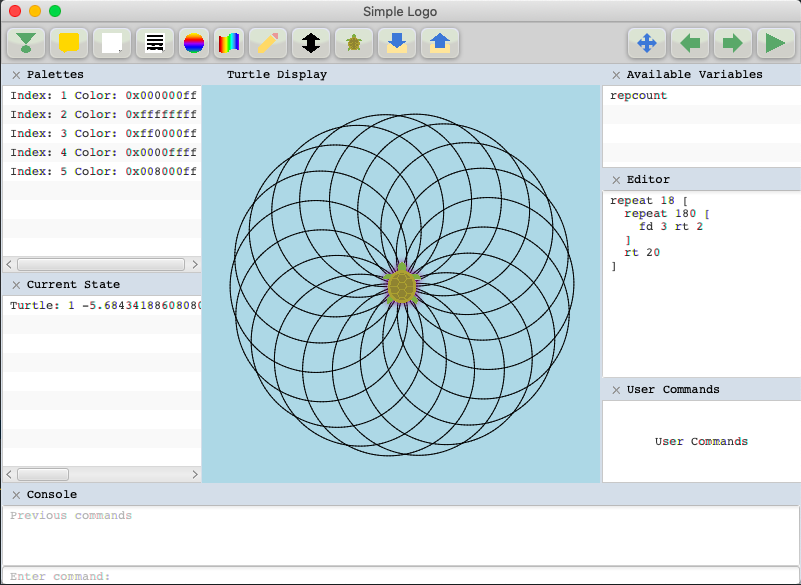 Simple Logo
Palettes
Index: 1 Color: 0x000000ff
Index: 2 Color: 0xffffffff
Index: 3 Color: 0xff0000ff
Index: 4 Color: 0x0000ffff
Index: 5 Color: 0x008000ff
Current State
Turtle: 1 -5.68434188608080
Turtle Display
Available Variables
repcount
Editor
repeat 18 [
repeat 180 [
fd 3 rt 2
]
rt 20
]
User Commands
User Commands
Console
Previous commands
Enter command: